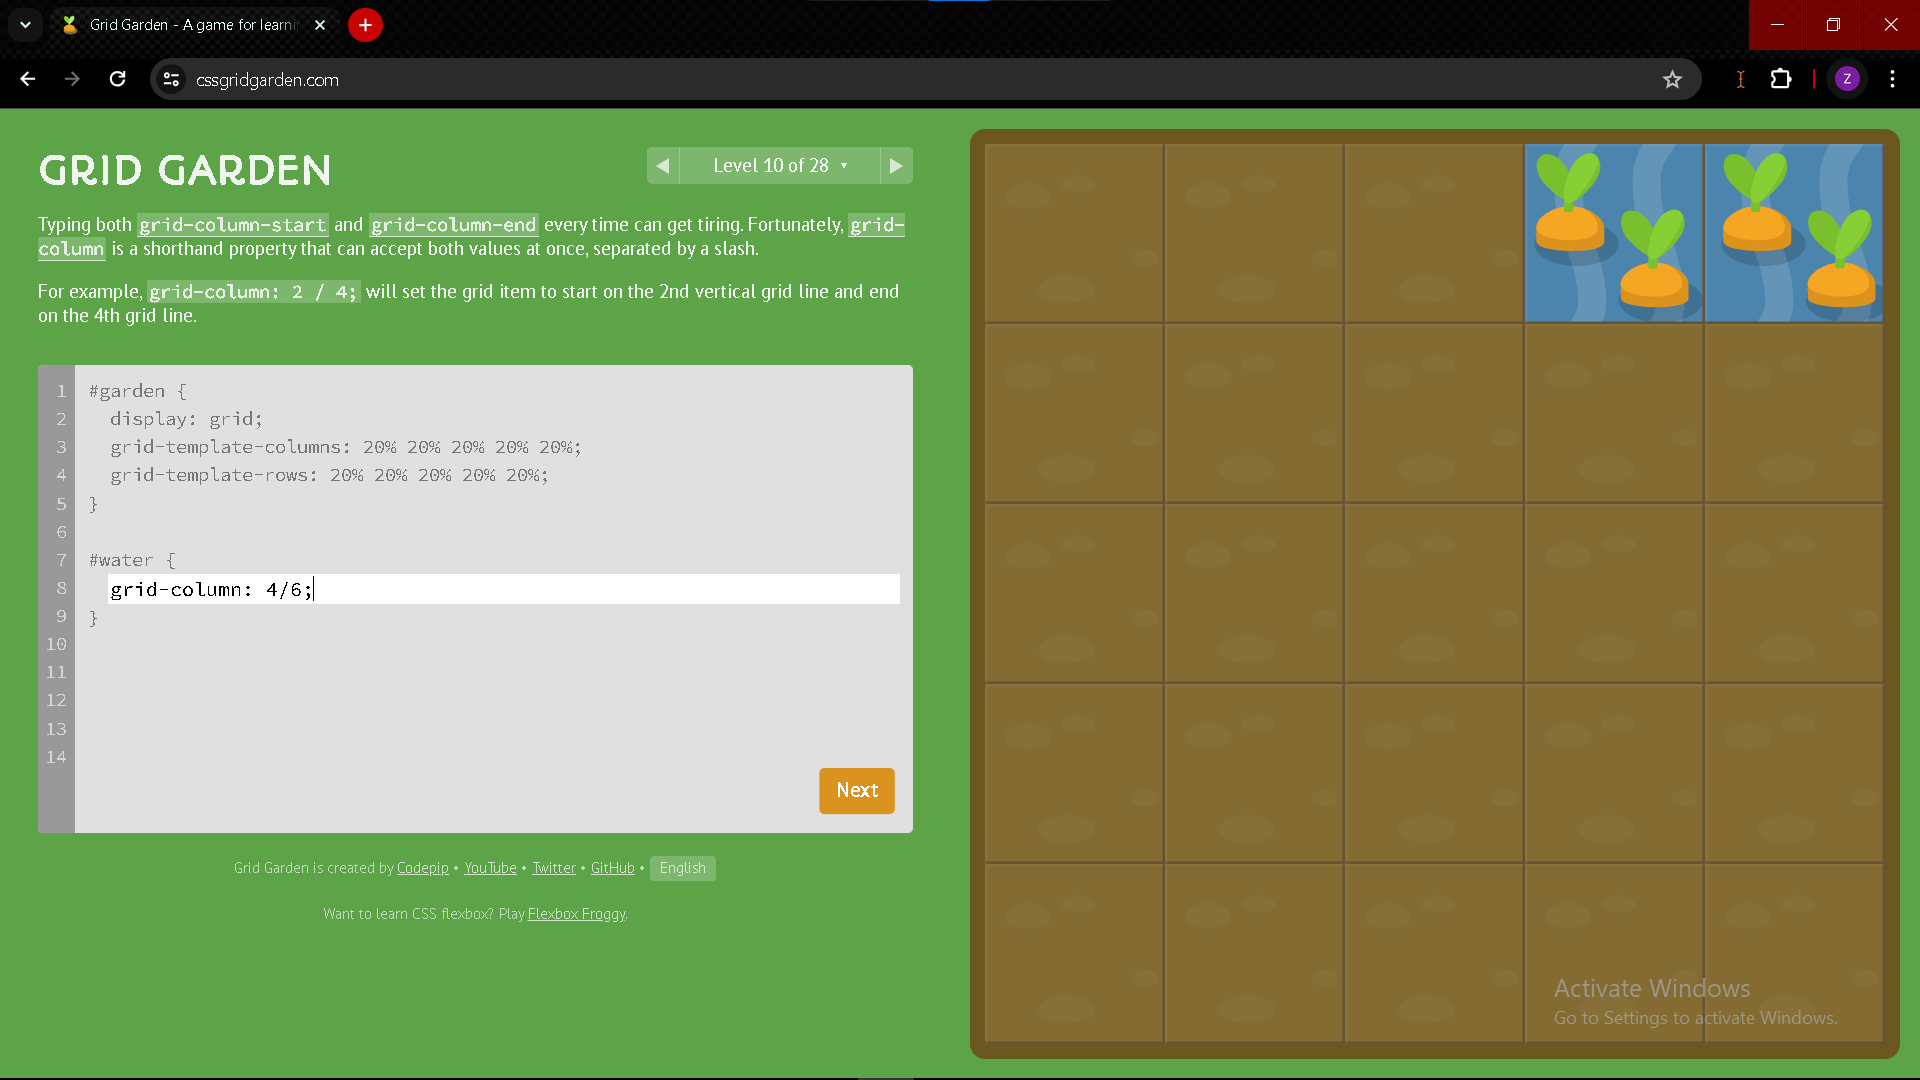 Grid Garden - A game for learni
cssgridgarden.com
Z
GRID GARDEN
Level 10 of 28
Typing both grid-column-start and grid-column-end every time can get tiring. Fortunately, grid-
column is a shorthand property that can accept both values at once, separated by a slash.
For example, grid-column: 2 / 4; will set the grid item to start on the 2nd vertical grid line and end
on the 4th grid line.
1 #garden {
2 display: grid;
3 grid-template-columns: 20% 20% 20% 20% 20%;
4 grid-template-rows: 20% 20% 20% 20% 20%;
5 }
6
7 #water {
8 grid-column: 4/6;
9 }
10
11
12
13
14
Next
Grid Garden is created by Codepip • YouTube • Twitter • GitHub • English
Want to learn CSS flexbox? Play Flexbox Froggy.
Activate Windows
Go to Settings to activate Windows.